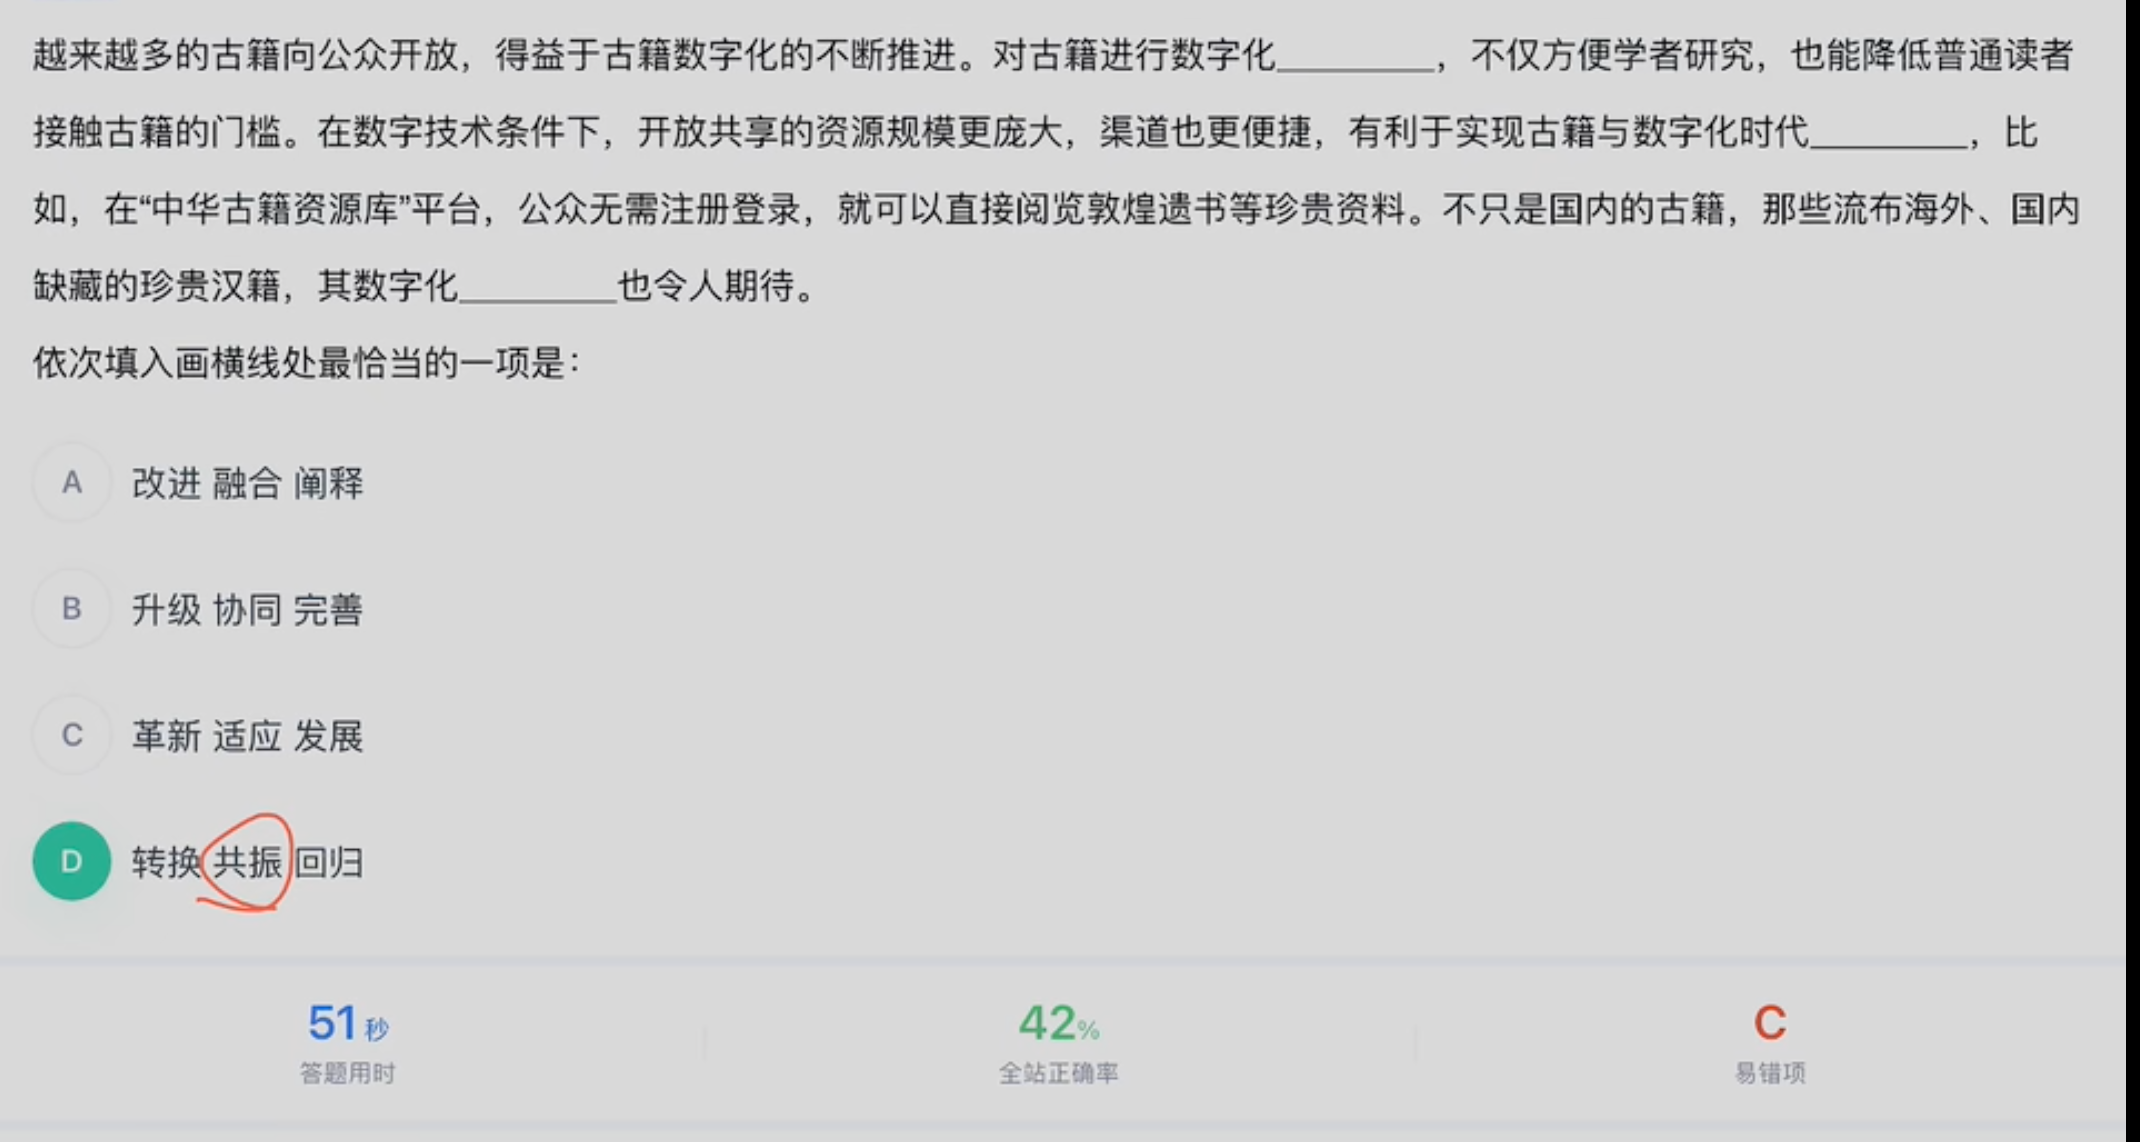 越来越多的古籍向公众开放，得益于古籍数字化的不断推进。对古籍进行数字化________，不仅方便学者研究，也能降低普通读者
接触古籍的门槛。在数字技术条件下，开放共享的资源规模更庞大，渠道也更便捷，有利于实现古籍与数字化时代________，比
如，在“中华古籍资源库”平台，公众无需注册登录，就可以直接阅览敦煌遗书等珍贵资料。不只是国内的古籍，那些流布海外、国内
缺藏的珍贵汉籍，其数字化________也令人期待。
依次填入画横线处最恰当的一项是：
A 改进 融合 阐释
B 升级 协同 完善
C 革新 适应 发展
D 转换 共振 回归
51秒 42% C
答题用时 全站正确率 易错项